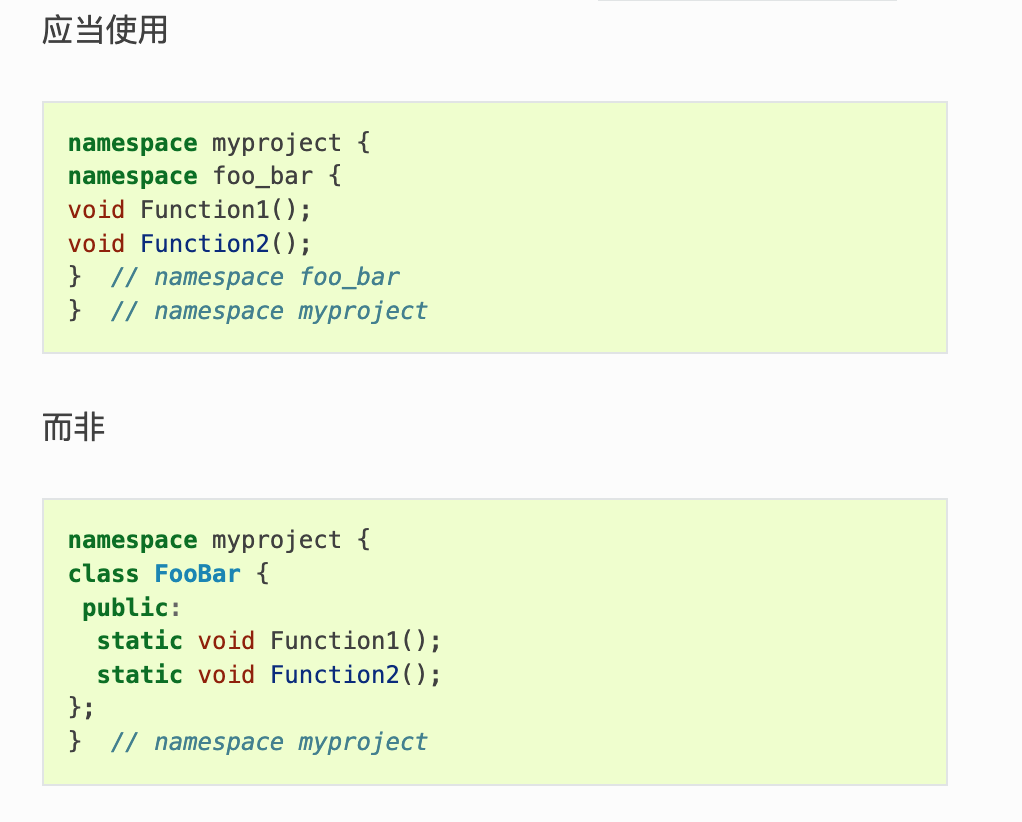 应当使用
namespace myproject {
namespace foo_bar {
void Function1();
void Function2();
}  // namespace foo_bar
}  // namespace myproject
而非
namespace myproject {
class FooBar {
 public:
  static void Function1();
  static void Function2();
};
}  // namespace myproject